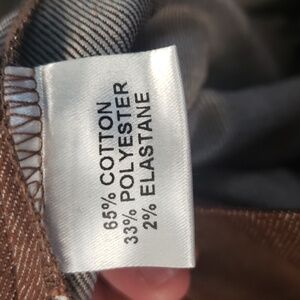 65% COTTON
33% POLYESTER
2% ELASTANE